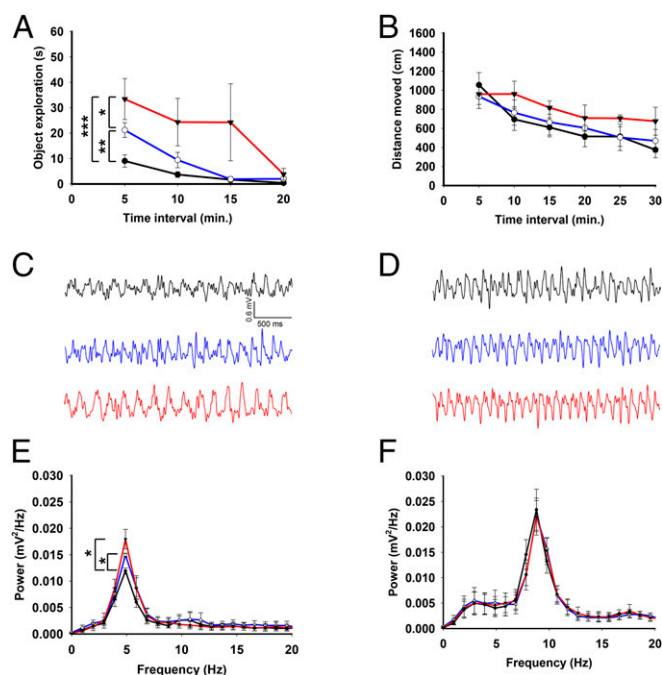 A
60
50
40
30
20
10
0
Object exploration (s)
***
*
**
0 5 10 15 20
Time interval (min.)
B
1600
1400
1200
1000
800
600
400
200
0
Distance moved (cm)
0 5 10 15 20 25 30
Time interval (min.)
C
0.6 mV
500 ms
D
E
0.030
0.025
0.020
0.015
0.010
0.005
0.000
Power (mV²/Hz)
*
*
0 5 10 15 20
Frequency (Hz)
F
0.030
0.025
0.020
0.015
0.010
0.005
0.000
Power (mV²/Hz)
0 5 10 15 20
Frequency (Hz)